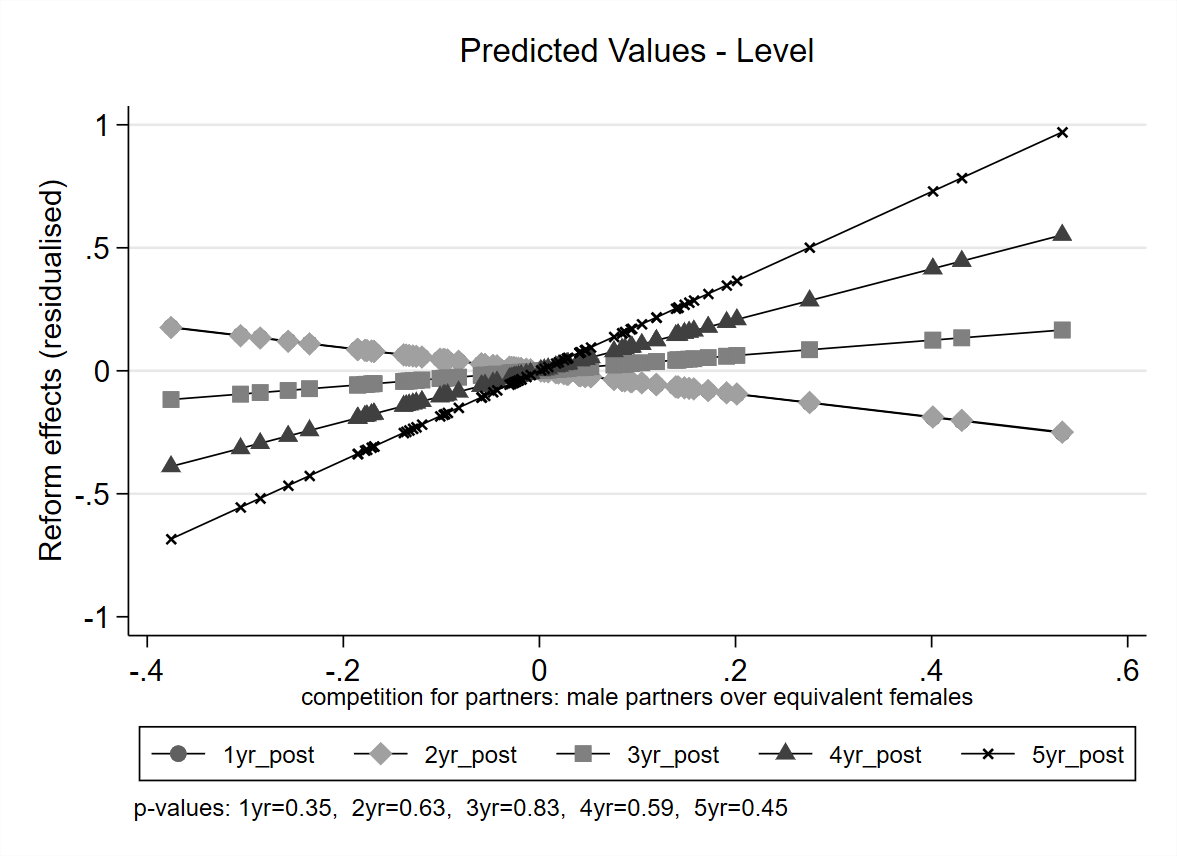 Predicted Values - Level
Reform effects (residualised)
1
.5
0
-.5
-1
-.4 -.2 0 .2 .4 .6
competition for partners: male partners over equivalent females
1yr_post 2yr_post 3yr_post 4yr_post 5yr_post
p-values: 1yr=0.35, 2yr=0.63, 3yr=0.83, 4yr=0.59, 5yr=0.45